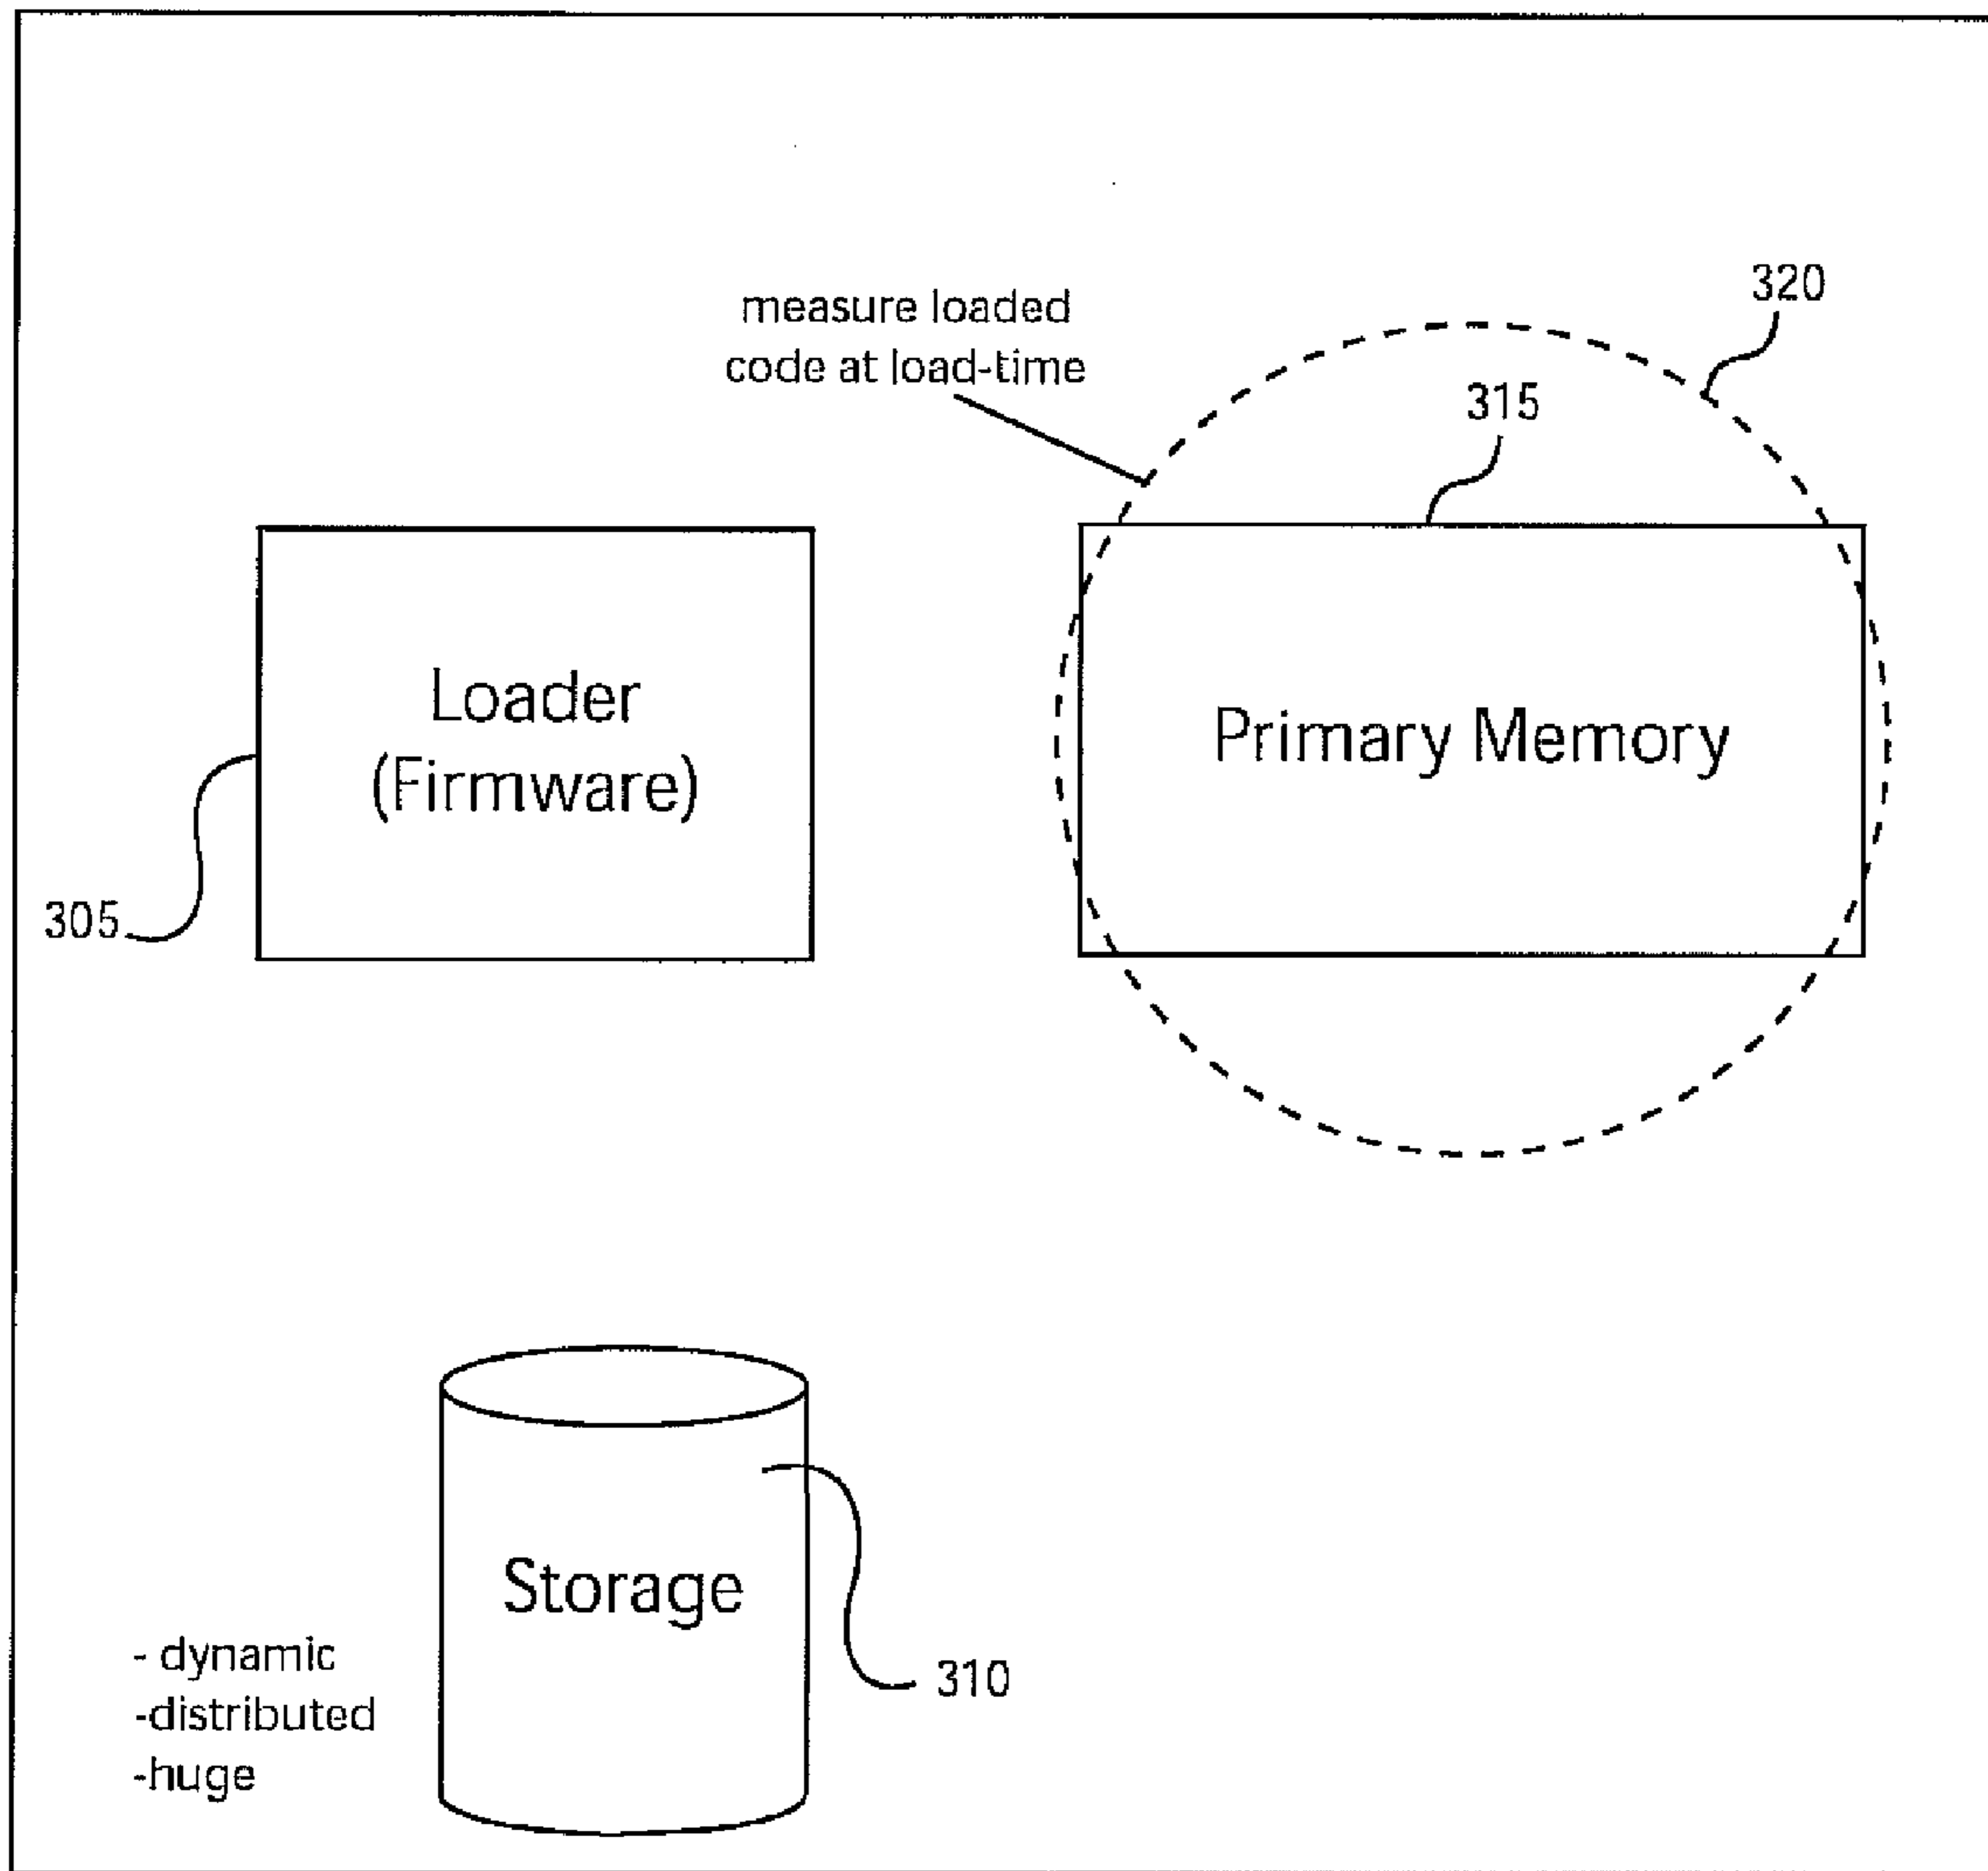 measure loaded
code at load-time
320
315
Loader
(Firmware)
Primary Memory
305
Storage
310
- dynamic
-distributed
-huge